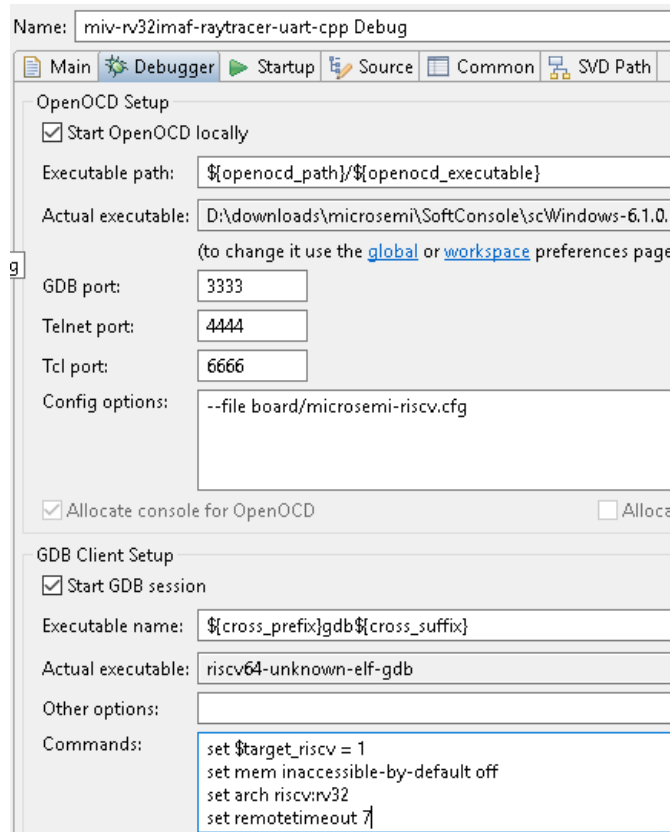 Name: miv-rv32imaf-raytracer-uart-cpp Debug
Main Debugger Startup Source Common SVD Path
OpenOCD Setup
Start OpenOCD locally
Executable path: ${openocd_path}/${openocd_executable}
Actual executable: D:\downloads\microsemi\SoftConsole\scWindows-6.1.0.
(to change it use the global or workspace preferences page
g
GDB port: 3333
Telnet port: 4444
Tcl port: 6666
Config options: --file board/microsemi-riscv.cfg
Allocate console for OpenOCD Alloca
GDB Client Setup
Start GDB session
Executable name: ${cross_prefix}gdb${cross_suffix}
Actual executable: riscv64-unknown-elf-gdb
Other options:
Commands: set $target_riscv = 1
set mem inaccessible-by-default off
set arch riscv:rv32
set remotetimeout 7